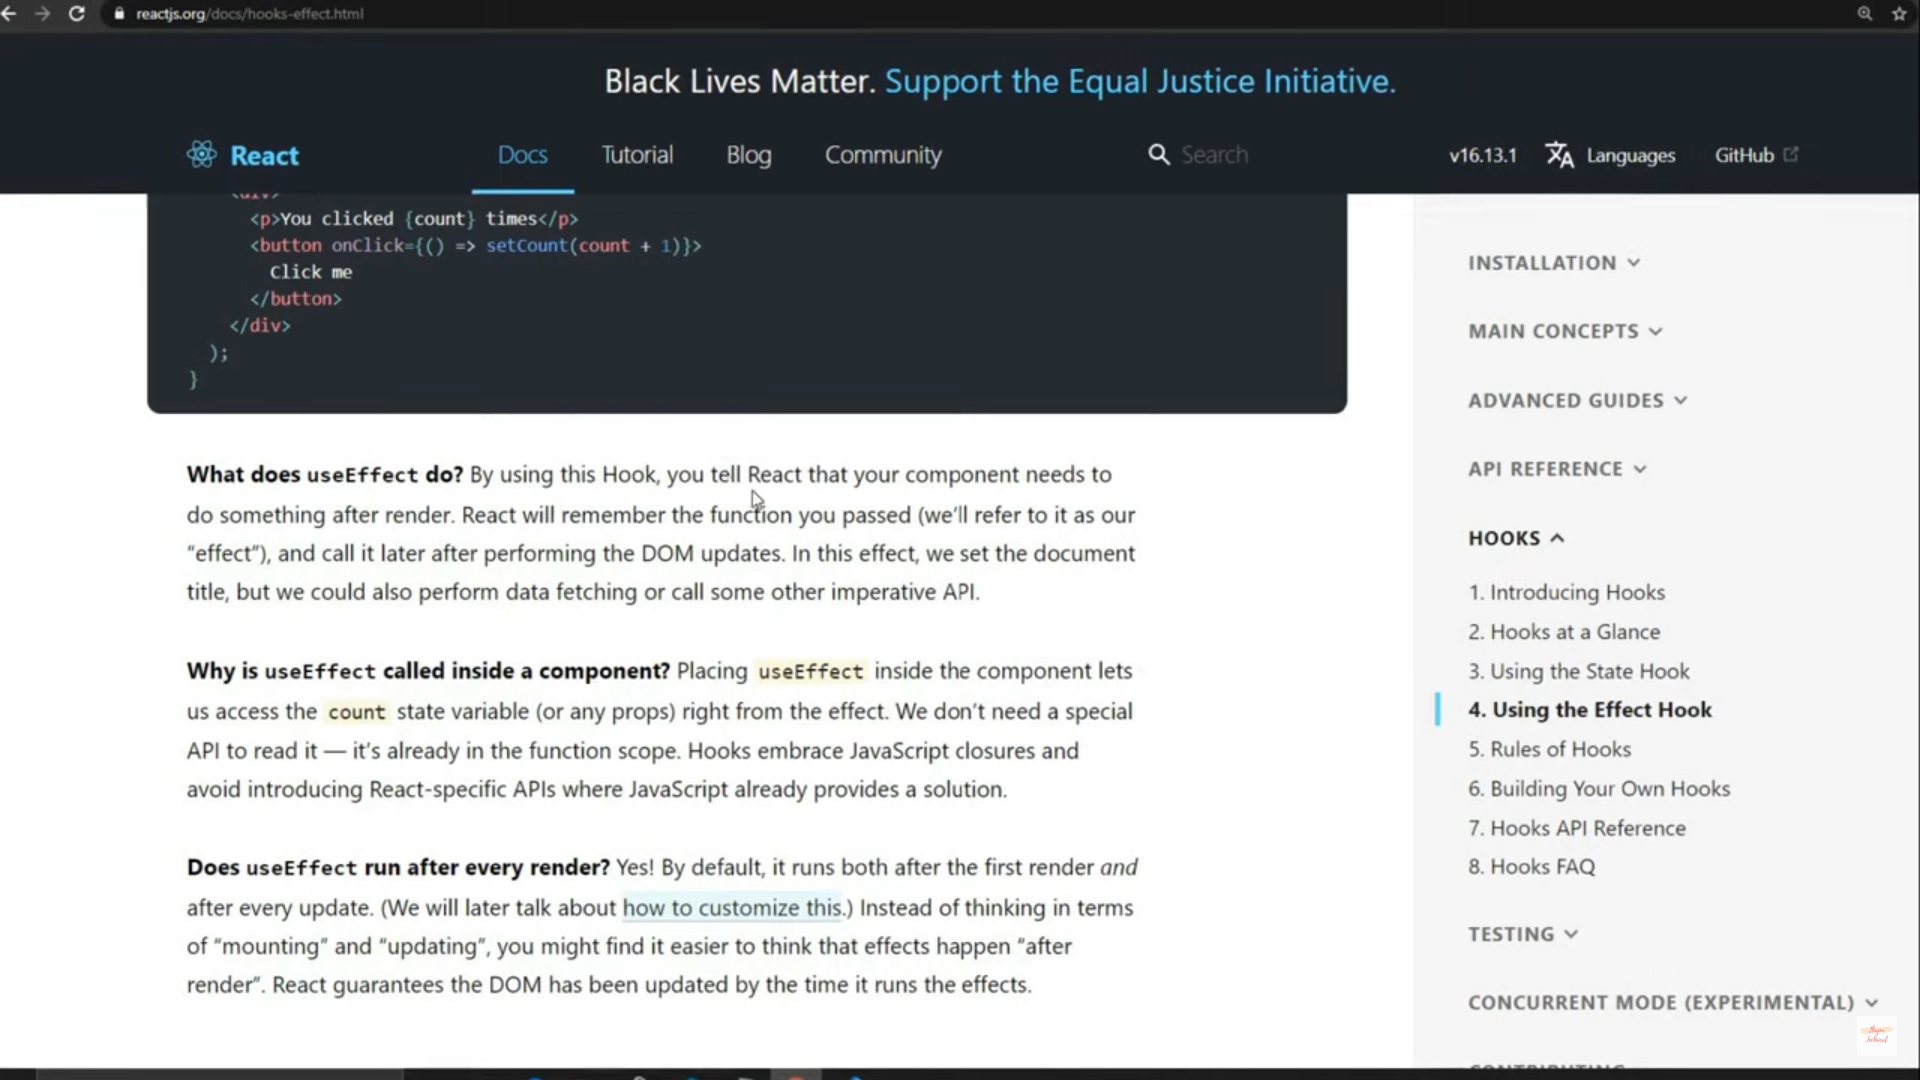 reactjs.org/docs/hooks-effect.html
Black Lives Matter. Support the Equal Justice Initiative.
React
Docs
Tutorial
Blog
Community
Search
v16.13.1
Languages
GitHub
<div>
<p>You clicked {count} times</p>
<button onClick={() => setCount(count + 1)}>
Click me
</button>
</div>
);
}
What does useEffect do? By using this Hook, you tell React that your component needs to
do something after render. React will remember the function you passed (we’ll refer to it as our
“effect”), and call it later after performing the DOM updates. In this effect, we set the document
title, but we could also perform data fetching or call some other imperative API.
Why is useEffect called inside a component? Placing useEffect inside the component lets
us access the count state variable (or any props) right from the effect. We don’t need a special
API to read it — it’s already in the function scope. Hooks embrace JavaScript closures and
avoid introducing React-specific APIs where JavaScript already provides a solution.
Does useEffect run after every render? Yes! By default, it runs both after the first render and
after every update. (We will later talk about how to customize this.) Instead of thinking in terms
of “mounting” and “updating”, you might find it easier to think that effects happen “after
render”. React guarantees the DOM has been updated by the time it runs the effects.
INSTALLATION
MAIN CONCEPTS
ADVANCED GUIDES
API REFERENCE
HOOKS
1. Introducing Hooks
2. Hooks at a Glance
3. Using the State Hook
4. Using the Effect Hook
5. Rules of Hooks
6. Building Your Own Hooks
7. Hooks API Reference
8. Hooks FAQ
TESTING
CONCURRENT MODE (EXPERIMENTAL)
CONTRIBUTING